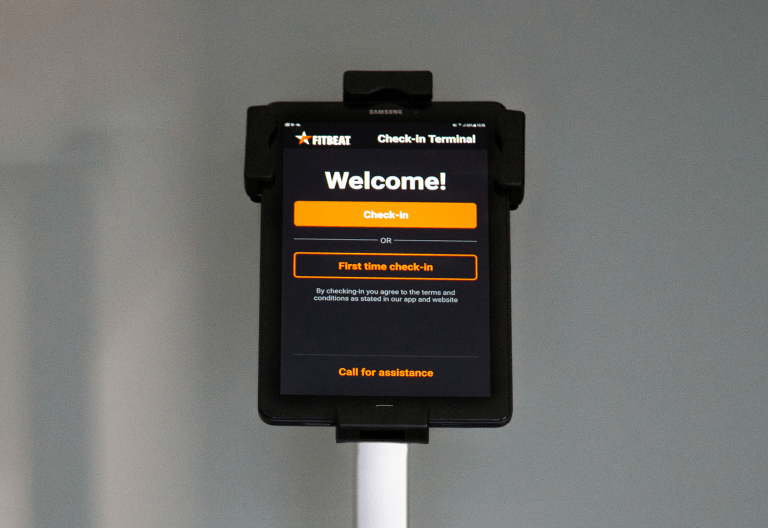 SAMSUNG
FITBEAT Check-in Terminal
Welcome!
Check-in
OR
First time check-in
By checking-in you agree to the terms and
conditions as stated in our app and website
Call for assistance